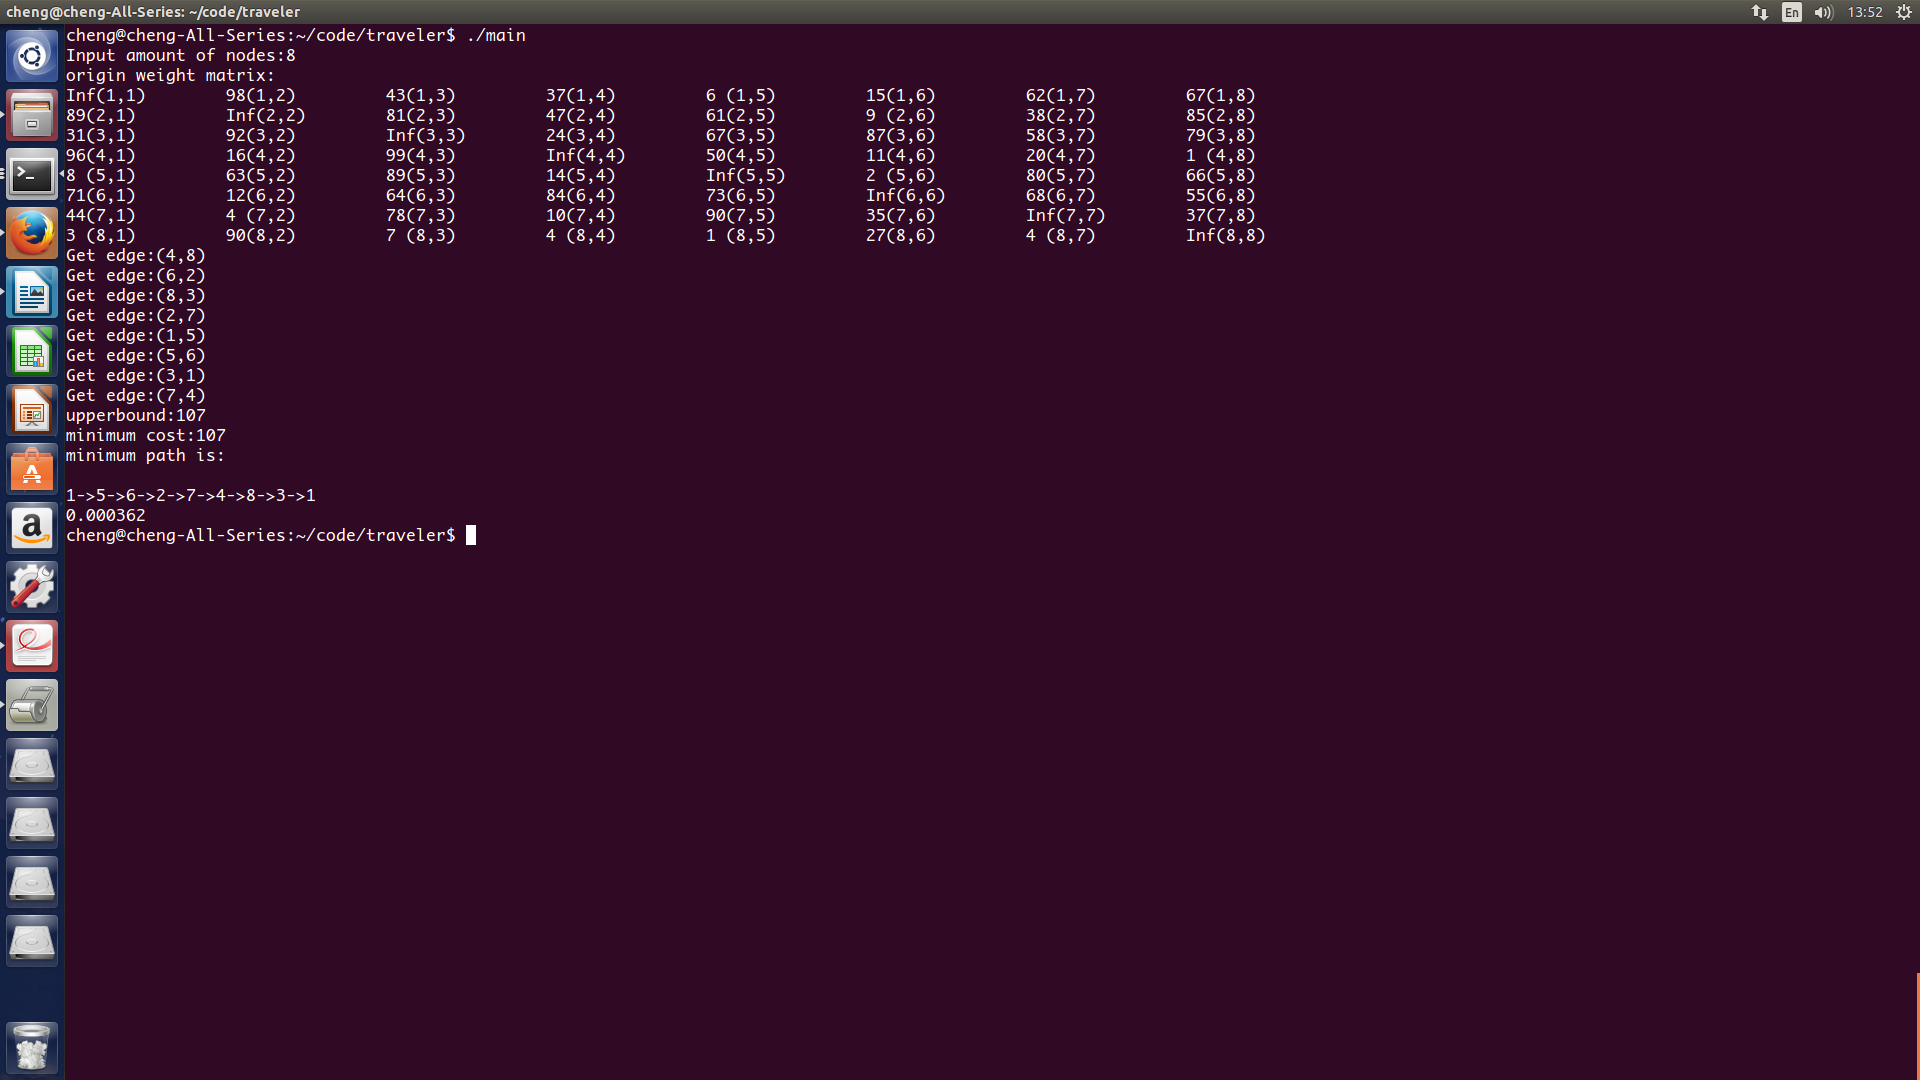 cheng@cheng-All-Series: ~/code/traveler
En
13:52
cheng@cheng-All-Series:~/code/traveler$ ./main
Input amount of nodes:8
origin weight matrix:
Inf(1,1) 98(1,2) 43(1,3) 37(1,4) 6 (1,5) 15(1,6) 62(1,7) 67(1,8)
89(2,1) Inf(2,2) 81(2,3) 47(2,4) 61(2,5) 9 (2,6) 38(2,7) 85(2,8)
31(3,1) 92(3,2) Inf(3,3) 24(3,4) 67(3,5) 87(3,6) 58(3,7) 79(3,8)
96(4,1) 16(4,2) 99(4,3) Inf(4,4) 50(4,5) 11(4,6) 20(4,7) 1 (4,8)
8 (5,1) 63(5,2) 89(5,3) 14(5,4) Inf(5,5) 2 (5,6) 80(5,7) 66(5,8)
71(6,1) 12(6,2) 64(6,3) 84(6,4) 73(6,5) Inf(6,6) 68(6,7) 55(6,8)
44(7,1) 4 (7,2) 78(7,3) 10(7,4) 90(7,5) 35(7,6) Inf(7,7) 37(7,8)
3 (8,1) 90(8,2) 7 (8,3) 4 (8,4) 1 (8,5) 27(8,6) 4 (8,7) Inf(8,8)
Get edge:(4,8)
Get edge:(6,2)
Get edge:(8,3)
Get edge:(2,7)
Get edge:(1,5)
Get edge:(5,6)
Get edge:(3,1)
Get edge:(7,4)
upperbound:107
minimum cost:107
minimum path is:
1->5->6->2->7->4->8->3->1
0.000362
cheng@cheng-All-Series:~/code/traveler$